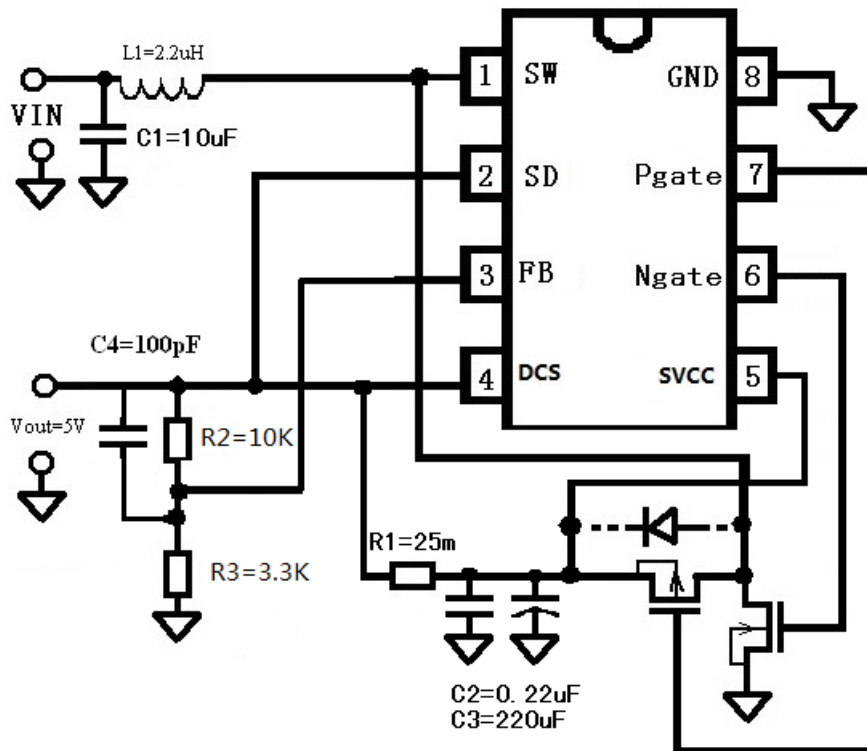 L1=2.2uH
1 SW GND 8
VIN
C1=10uF
2 SD Pgate 7
3 FB Ngate 6
C4=100pF
4 DCS SVCC 5
Vout=5V
R2=10K
R1=25m
R3=3.3K
C2=0.22uF
C3=220uF